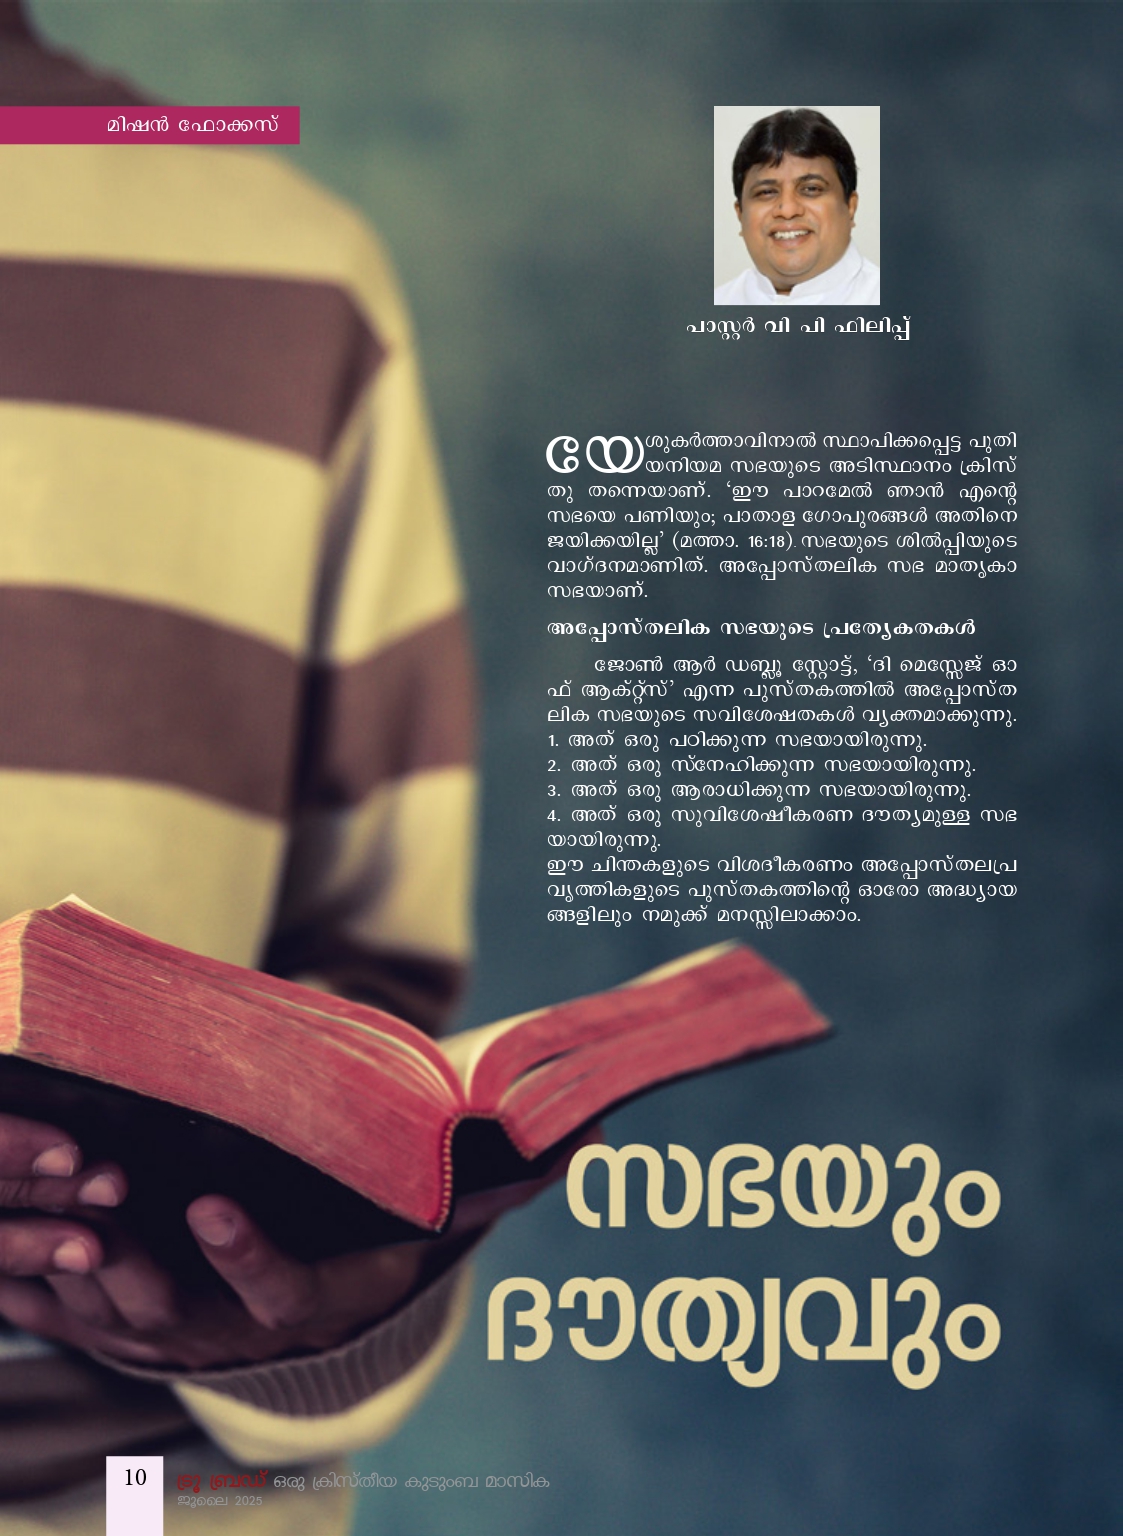 മിഷൻ ഫോക്കസ്
പാസ്റ്റർ വി പി ഫിലിപ്പ്
യേശുകർത്താവിനാൽ സ്ഥാപിക്കപ്പെട്ട പുതി
യനിയമ സഭയുടെ അടിസ്ഥാനം ക്രിസ്
തു തന്നെയാണ്. ‘ഈ പാറമേൽ ഞാൻ എന്റെ
സഭയെ പണിയും; പാതാള ഗോപുരങ്ങൾ അതിനെ
ജയിക്കയില്ല’ (മത്താ. 16:18). സഭയുടെ ശിൽപ്പിയുടെ
വാഗ്ദനമാണിത്. അപ്പോസ്തലിക സഭ മാതൃകാ
സഭയാണ്.
അപ്പോസ്തലിക സഭയുടെ പ്രത്യേകതകൾ
ജോൺ ആർ ഡബ്ലൂ സ്റ്റോട്ട്, ‘ദി മെസ്സേജ് ഓ
ഫ് ആക്റ്റ്സ്’ എന്ന പുസ്തകത്തിൽ അപ്പോസ്ത
ലിക സഭയുടെ സവിശേഷതകൾ വ്യക്തമാക്കുന്നു.
1. അത് ഒരു പഠിക്കുന്ന സഭയായിരുന്നു.
2. അത് ഒരു സ്നേഹിക്കുന്ന സഭയായിരുന്നു.
3. അത് ഒരു ആരാധിക്കുന്ന സഭയായിരുന്നു.
4. അത് ഒരു സുവിശേഷീകരണ ദൗത്യമുള്ള സഭ
യായിരുന്നു.
ഈ ചിന്തകളുടെ വിശദീകരണം അപ്പോസ്തലപ്ര
വൃത്തികളുടെ പുസ്തകത്തിന്റെ ഓരോ അദ്ധ്യായ
ങ്ങളിലും നമുക്ക് മനസ്സിലാക്കാം.
സഭയും
ദൗത്യവും
10
ട്രൂ ബ്രഡ് ഒരു ക്രിസ്തീയ കുടുംബ മാസിക
ജൂലൈ 2025